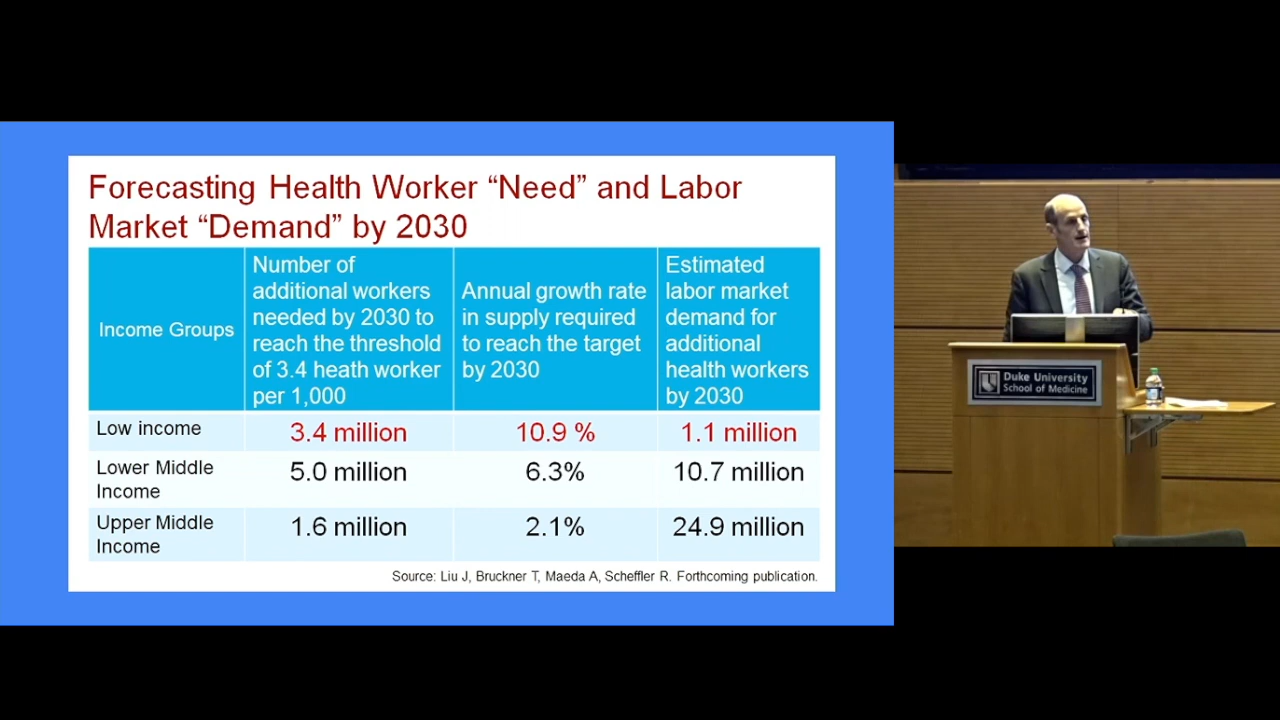 Forecasting Health Worker “Need” and Labor
Market “Demand” by 2030
Income Groups
Number of
additional workers
needed by 2030 to
reach the threshold
of 3.4 heath worker
per 1,000
Annual growth rate
in supply required
to reach the target
by 2030
Estimated
labor market
demand for
additional
health workers
by 2030
Low income
3.4 million
10.9 %
1.1 million
Lower Middle
Income
5.0 million
6.3%
10.7 million
Upper Middle
Income
1.6 million
2.1%
24.9 million
Source: Liu J, Bruckner T, Maeda A, Scheffler R. Forthcoming publication.
Duke University
School of Medicine